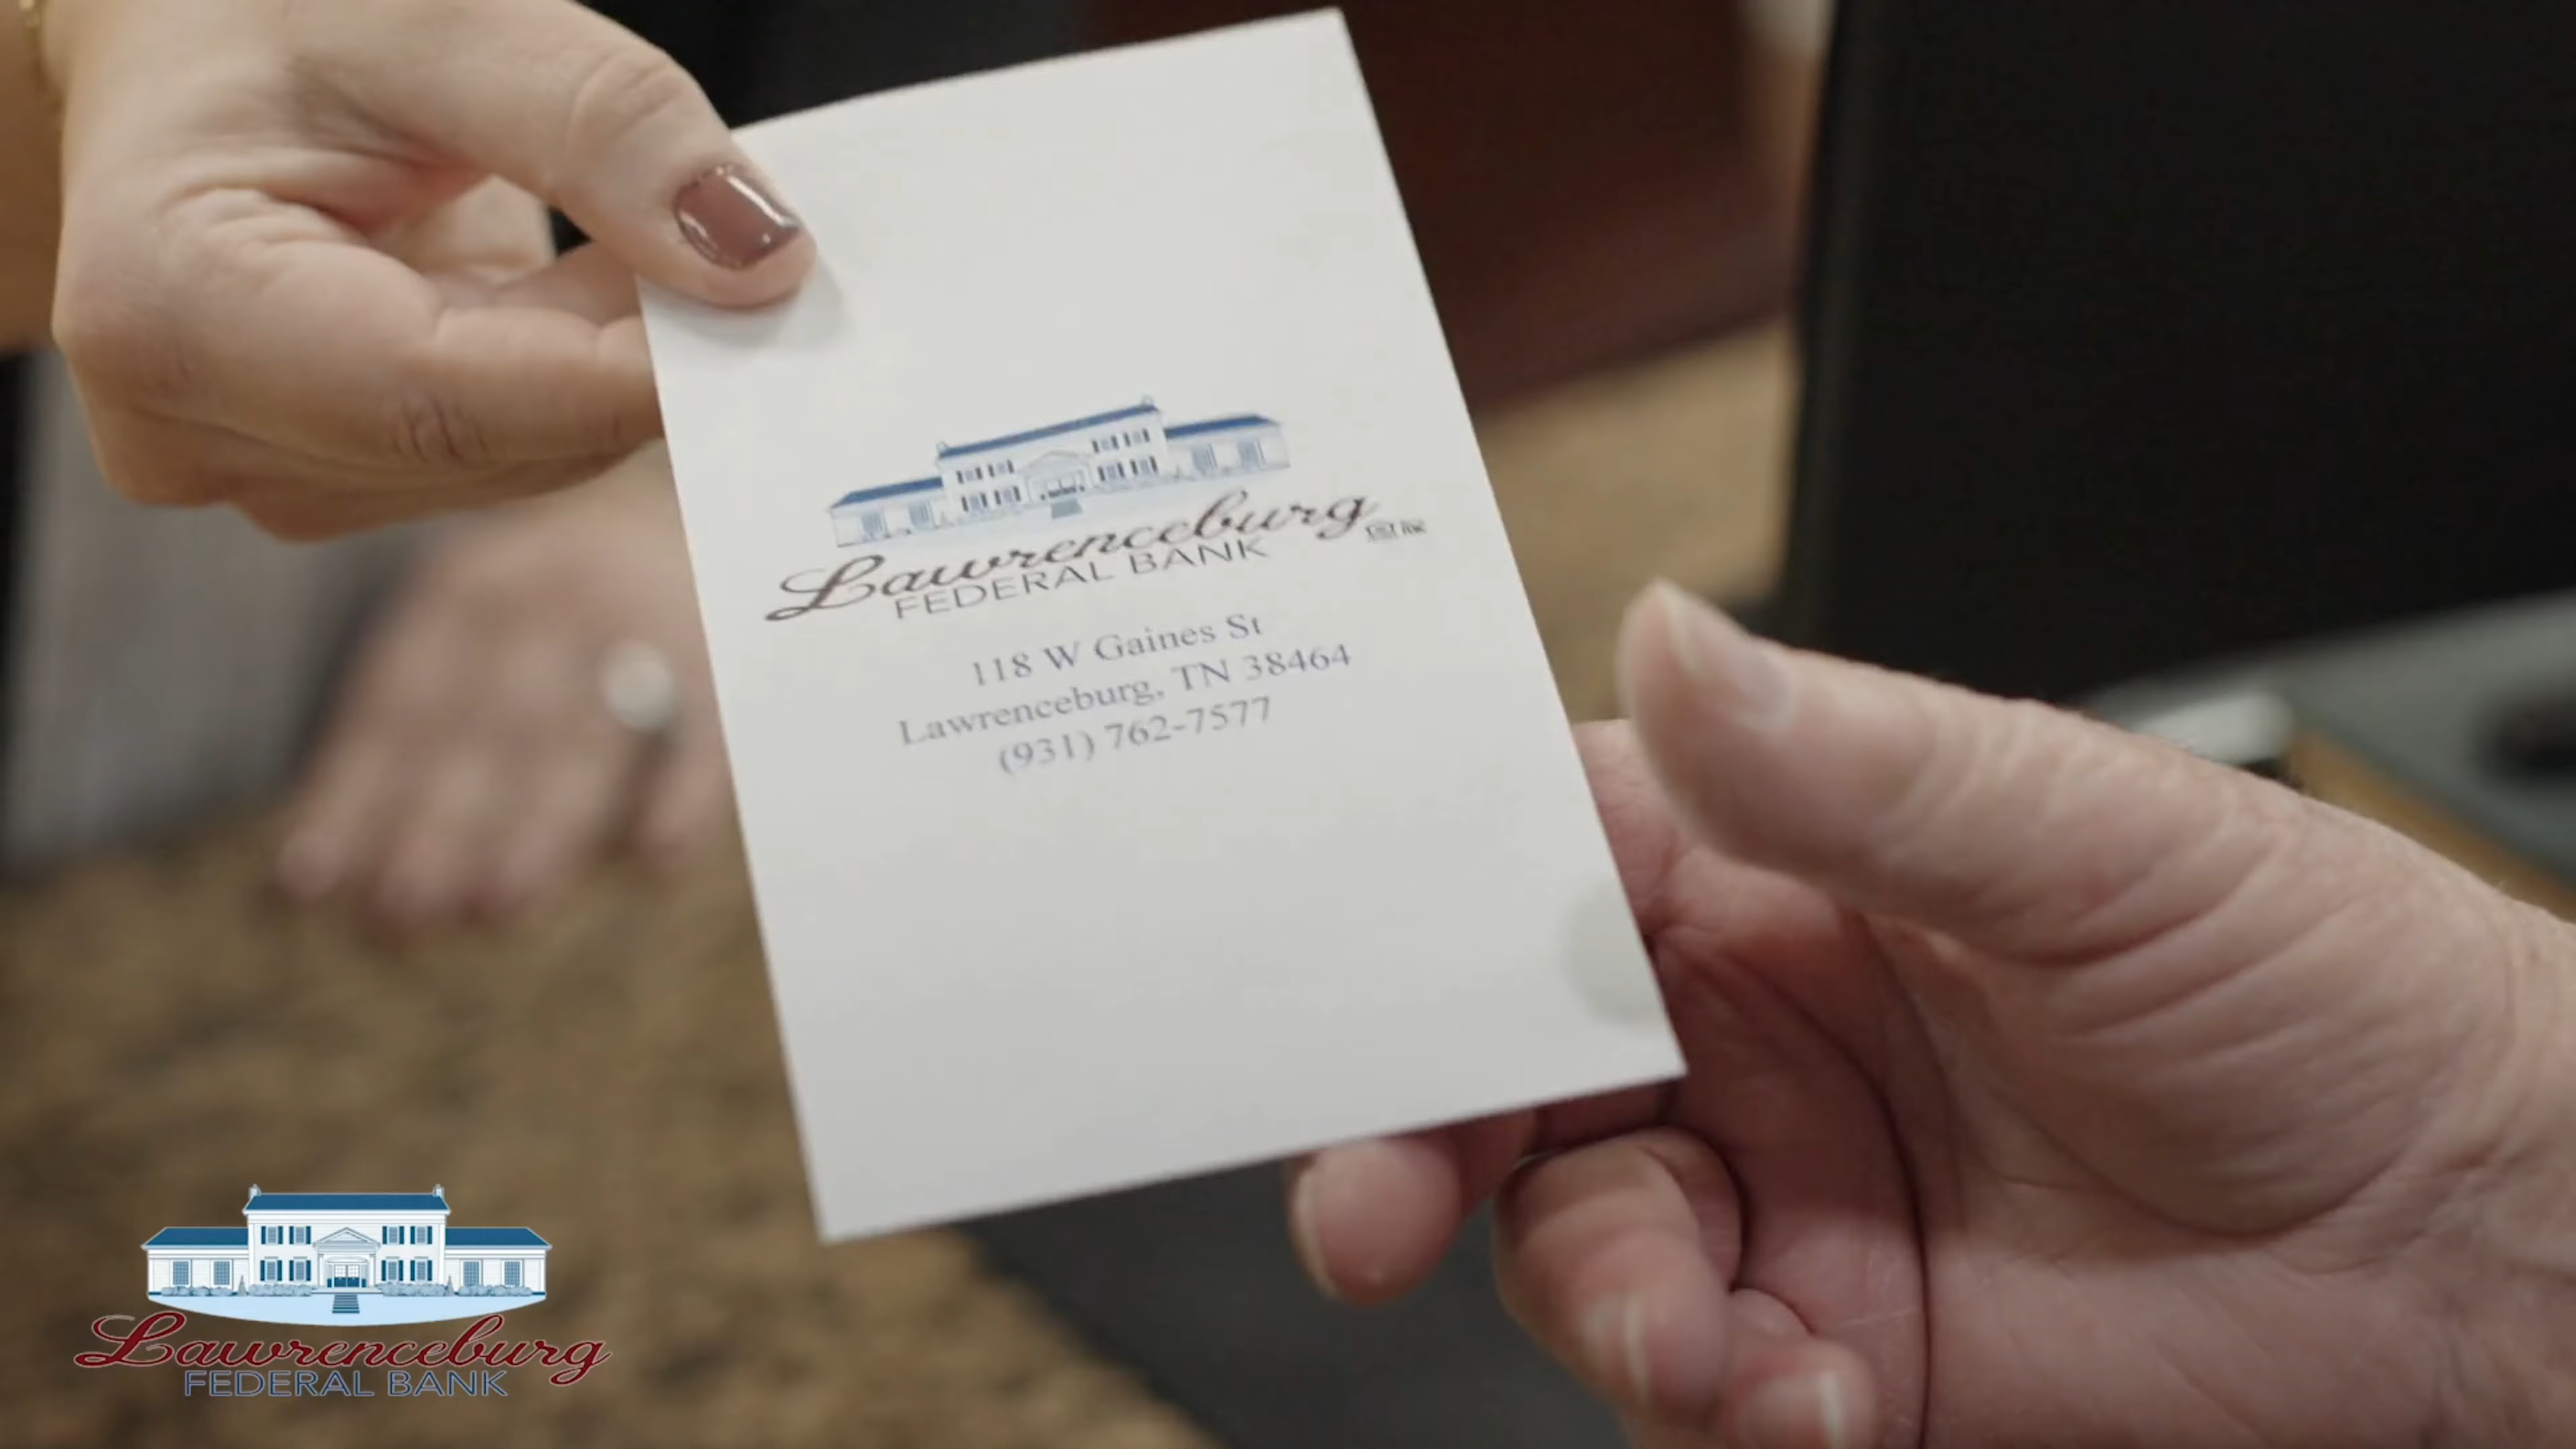 Lawrenceburg
FEDERAL BANK
118 W Gaines St
Lawrenceburg, TN 38464
(931) 762-7577
Lawrenceburg
FEDERAL BANK